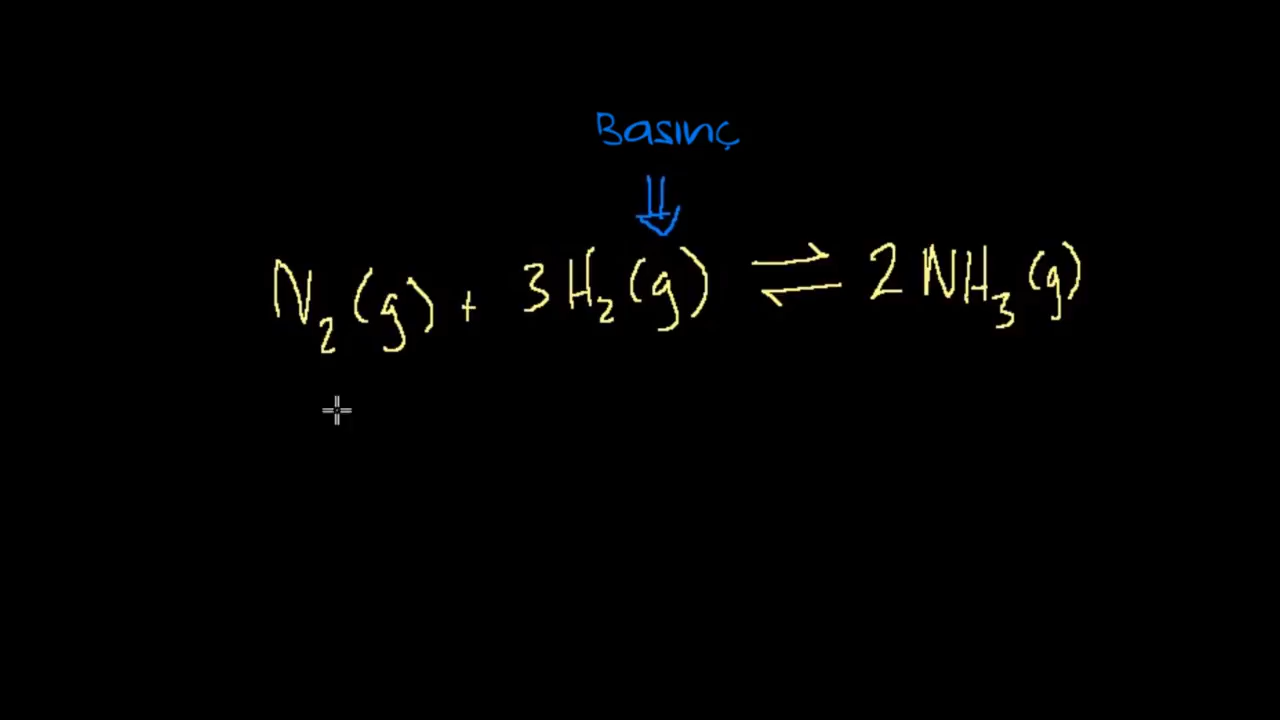 Basınç
N₂(g) + 3H₂(g) ⇌ 2NH₃(g)